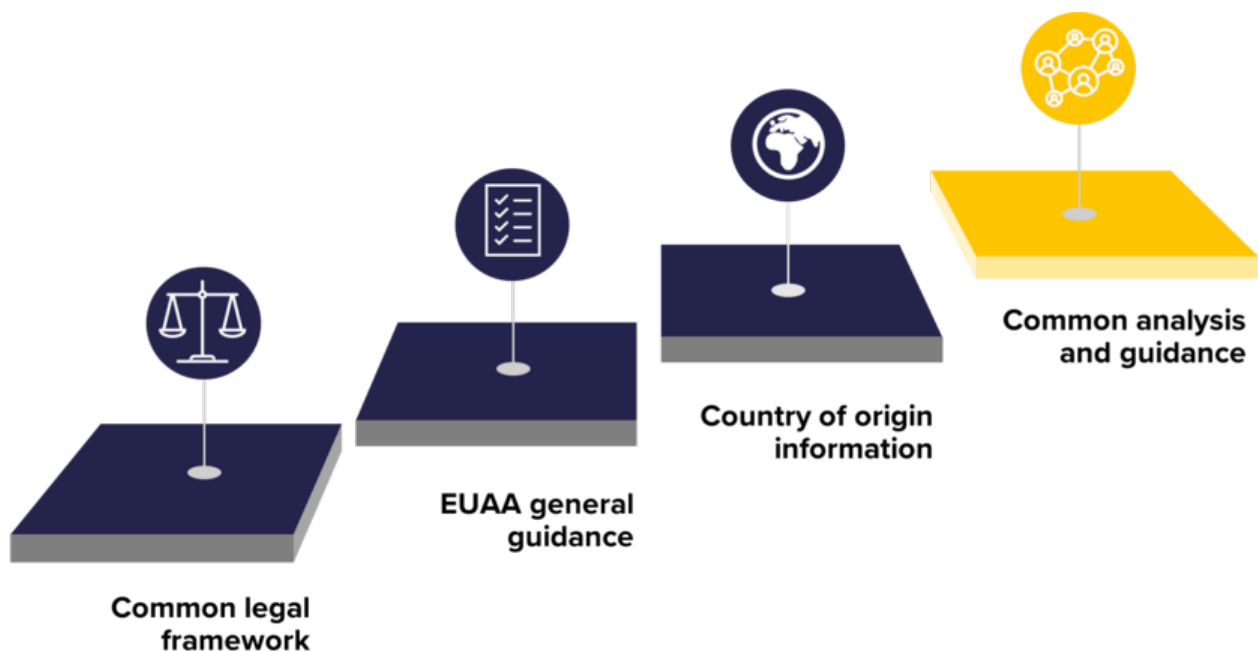 Common legal
framework
EUAA general
guidance
Country of origin
information
Common analysis
and guidance